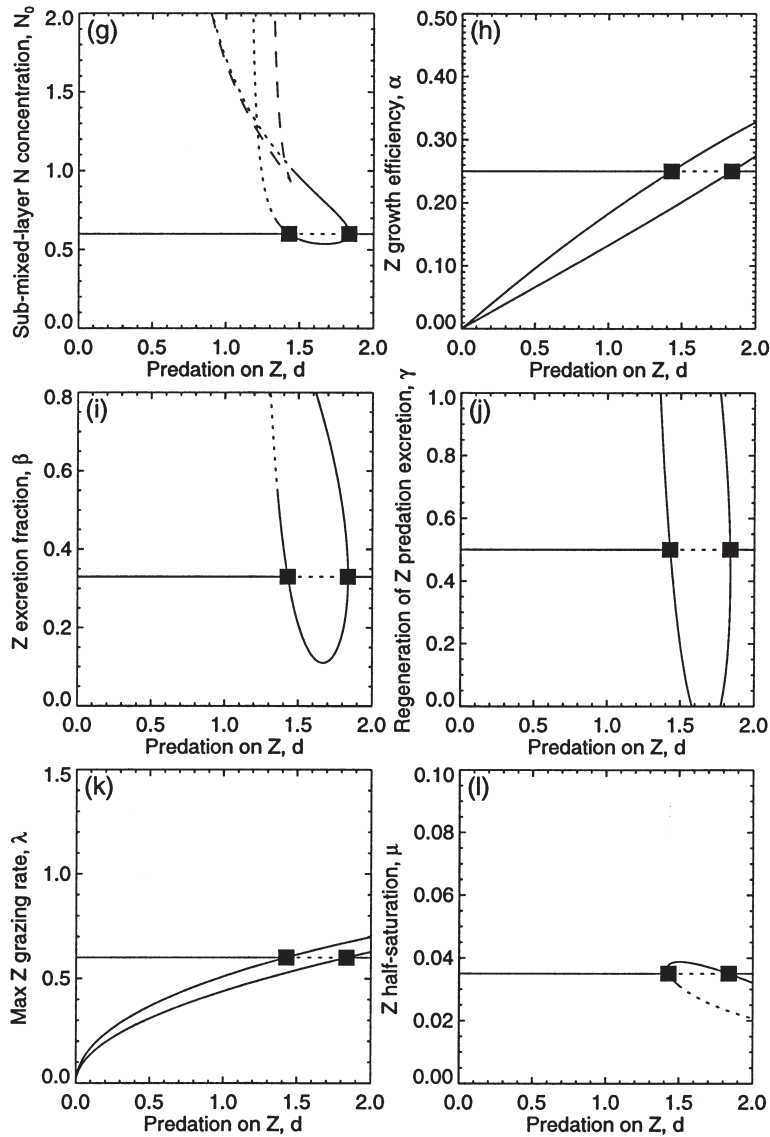 (g)
Sub-mixed-layer N concentration, N₀
2.0
1.5
1.0
0.5
0.0
0.0 0.5 1.0 1.5 2.0
Predation on Z, d
(h)
Z growth efficiency, α
0.50
0.40
0.30
0.20
0.10
0.00
0.0 0.5 1.0 1.5 2.0
Predation on Z, d
(i)
Z excretion fraction, β
0.8
0.6
0.4
0.2
0.0
0.0 0.5 1.0 1.5 2.0
Predation on Z, d
(j)
Regeneration of Z predation excretion, γ
1.0
0.8
0.6
0.4
0.2
0.0
0.0 0.5 1.0 1.5 2.0
Predation on Z, d
(k)
Max Z grazing rate, λ
1.5
1.0
0.5
0.0
0.0 0.5 1.0 1.5 2.0
Predation on Z, d
(l)
Z half-saturation, μ
0.10
0.08
0.06
0.04
0.02
0.00
0.0 0.5 1.0 1.5 2.0
Predation on Z, d